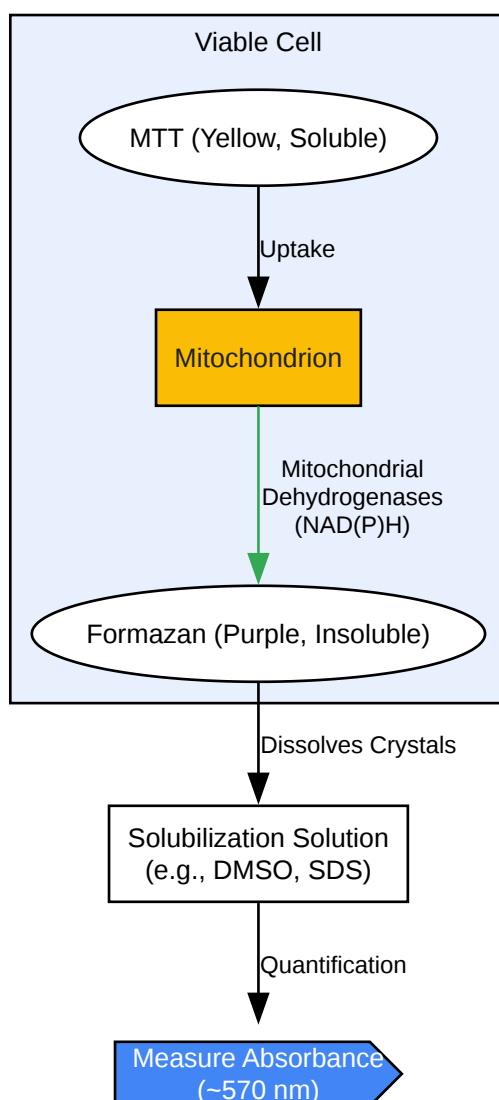 Viable Cell
MTT (Yellow, Soluble)
Uptake
Mitochondrion
Mitochondrial
Dehydrogenases
(NAD(P)H)
Formazan (Purple, Insoluble)
Dissolves Crystals
Solubilization Solution
(e.g., DMSO, SDS)
Quantification
Measure Absorbance
(~570 nm)